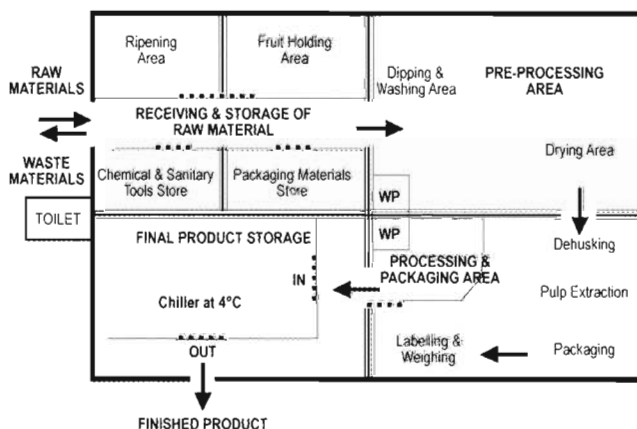 Ripening
Area
Fruit Holding
Area
Dipping &
Washing Area
PRE-PROCESSING
AREA
RAW
MATERIALS
RECEIVING & STORAGE OF
RAW MATERIAL
Drying Area
WASTE
MATERIALS
Chemical & Sanitary
Tools Store
Packaging Materials
Store
WP
TOILET
WP
FINAL PRODUCT STORAGE
Dehusking
PROCESSING &
PACKAGING AREA
IN
Chiller at 4°C
Pulp Extraction
Labelling &
Weighing
Packaging
OUT
FINISHED PRODUCT